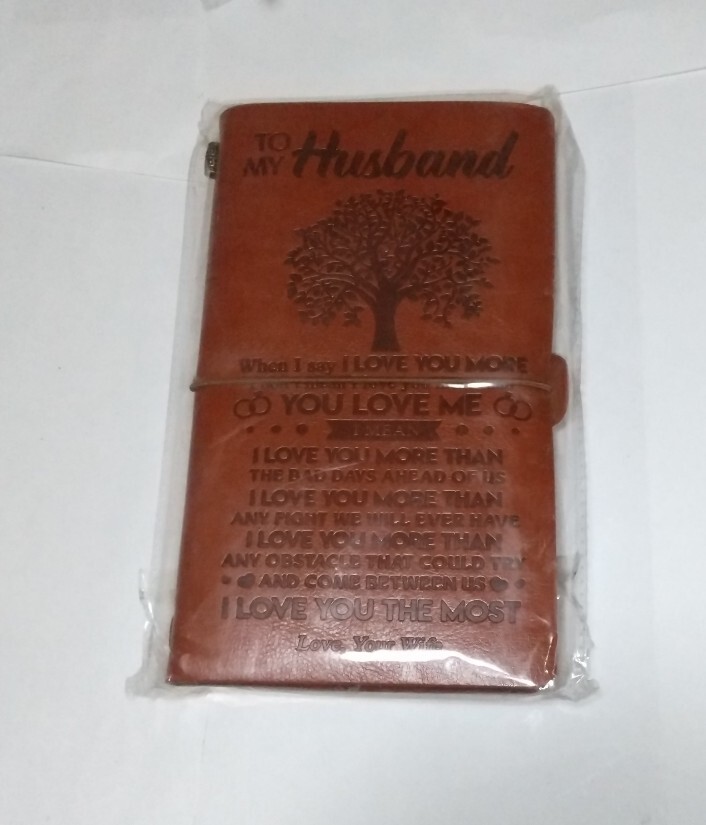 TO MY Husband
When I say I LOVE YOU MORE
YOU LOVE ME
I MEAN
I LOVE YOU MORE THAN
THE BAD DAYS AHEAD OF US
I LOVE YOU MORE THAN
ANY FIGHT WE WILL EVER HAVE
I LOVE YOU MORE THAN
ANY OBSTACLE THAT COULD TRY
AND COME BETWEEN US
I LOVE YOU THE MOST
Love, Your Wife